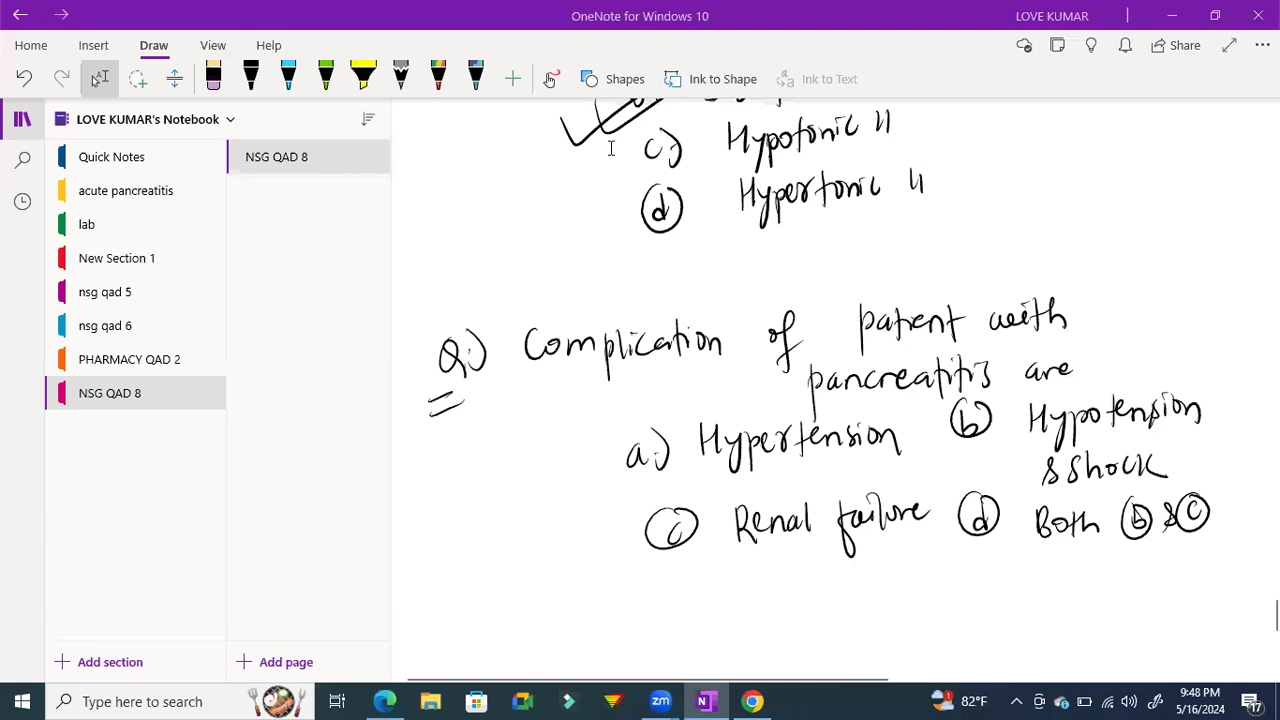 OneNote for Windows 10
LOVE KUMAR
Home Insert Draw View Help
Share
Shapes Ink to Shape Ink to Text
LOVE KUMAR's Notebook
Quick Notes
acute pancreatitis
lab
New Section 1
nsg qad 5
nsg qad 6
PHARMACY QAD 2
NSG QAD 8
Add section
NSG QAD 8
Add page
c.) Hypotonic "
d Hypertonic "
Q.) Complication of patient with
pancreatitis are
a.) Hypertension b Hypotension
& Shock
c Renal failure d Both b & c
Type here to search
82°F
9:48 PM
5/16/2024
17